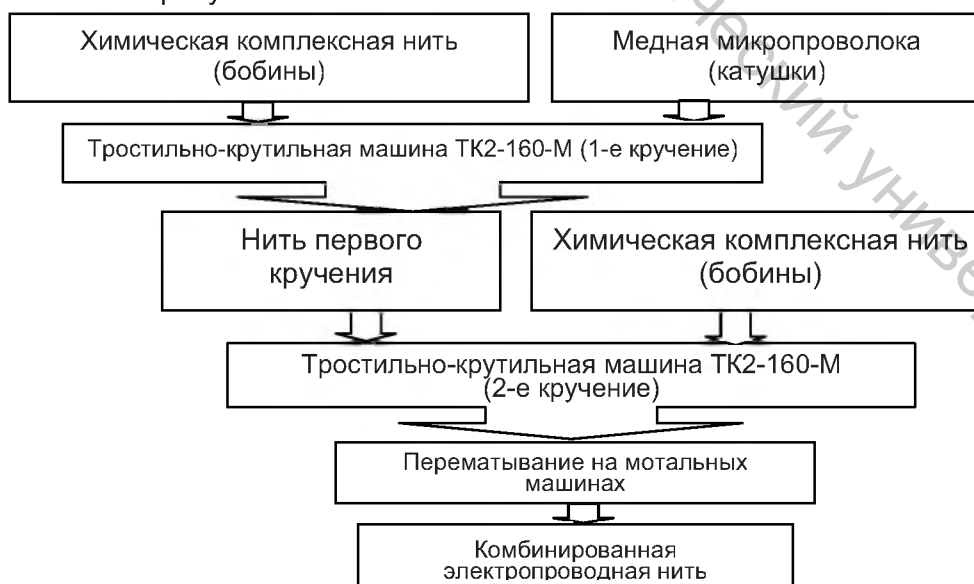 Химическая комплексная нить
(бобины)
Медная микропроволока
(катушки)
Тростильно-крутильная машина ТК2-160-М (1-е кручение)
Нить первого
кручения
Химическая комплексная нить
(бобины)
Тростильно-крутильная машина ТК2-160-М
(2-е кручение)
Перематывание на мотальных
машинах
Комбинированная
электропроводная нить